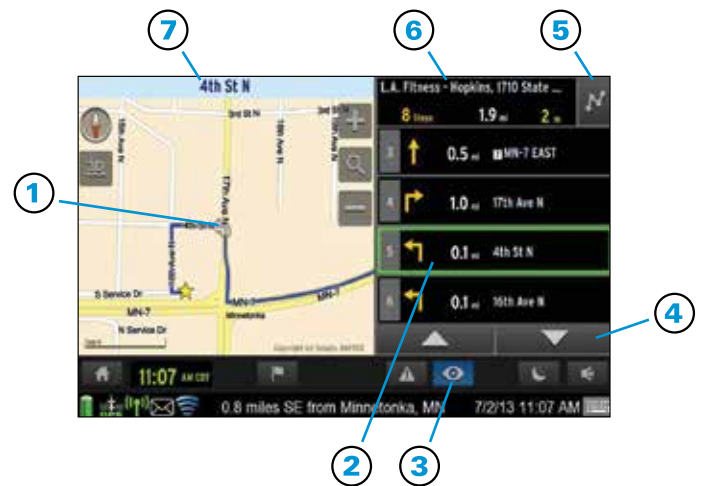 7
6
5
4th St N
L.A. Fitness - Hopkins, 1710 State ...
8 Steps 1.9 mi 2 m
3rd St N
18th Ave N
16th Ave N
3D
3 0.5 mi 7 MN-7 EAST
4 1.0 mi 17th Ave N
17th Ave N
1
5 0.1 mi 4th St N
6 0.1 mi 16th Ave N
S Service Dr
MN-7
MN-7
MN-7
Minnetonka
N Service Dr
4
11:07 AM CDT
0.8 miles SE from Minnetonka, MN 7/2/13 11:07 AM
2
3